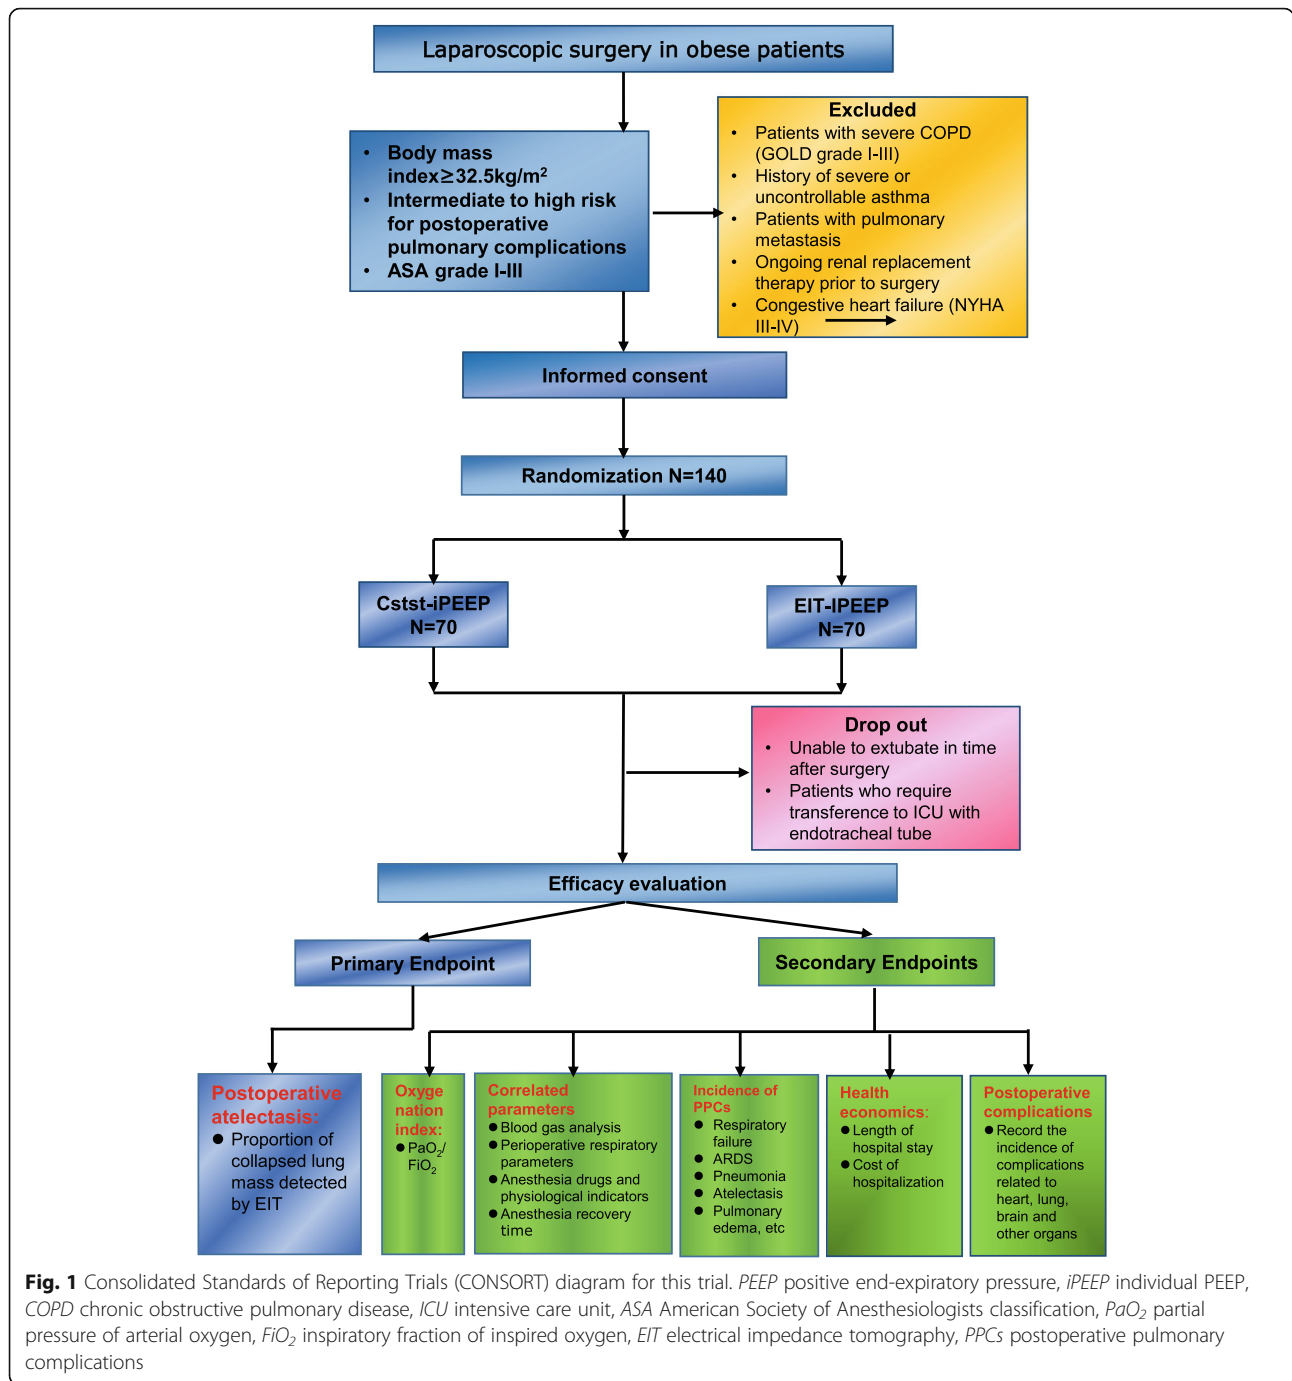 Laparoscopic surgery in obese patients
• Body mass
index≥32.5kg/m²
• Intermediate to high risk
for postoperative
pulmonary complications
• ASA grade I-III
Excluded
• Patients with severe COPD
(GOLD grade I-III)
• History of severe or
uncontrollable asthma
• Patients with pulmonary
metastasis
• Ongoing renal replacement
therapy prior to surgery
• Congestive heart failure (NYHA
III-IV)
Informed consent
Randomization N=140
Cstst-iPEEP
N=70
EIT-IPEEP
N=70
Drop out
• Unable to extubate in time
after surgery
• Patients who require
transference to ICU with
endotracheal tube
Efficacy evaluation
Primary Endpoint
Secondary Endpoints
Postoperative
atelectasis:
● Proportion of
collapsed lung
mass detected
by EIT
Oxyge
nation
index:
● PaO₂/
FiO₂
Correlated
parameters
● Blood gas analysis
● Perioperative respiratory
parameters
● Anesthesia drugs and
physiological indicators
● Anesthesia recovery
time
Incidence of
PPCs
● Respiratory
failure
● ARDS
● Pneumonia
● Atelectasis
● Pulmonary
edema, etc
Health
economics:
● Length of
hospital stay
● Cost of
hospitalization
Postoperative
complications
● Record the
incidence of
complications
related to
heart, lung,
brain and
other organs
Fig. 1 Consolidated Standards of Reporting Trials (CONSORT) diagram for this trial. PEEP positive end-expiratory pressure, iPEEP individual PEEP,
COPD chronic obstructive pulmonary disease, ICU intensive care unit, ASA American Society of Anesthesiologists classification, PaO₂ partial
pressure of arterial oxygen, FiO₂ inspiratory fraction of inspired oxygen, EIT electrical impedance tomography, PPCs postoperative pulmonary
complications